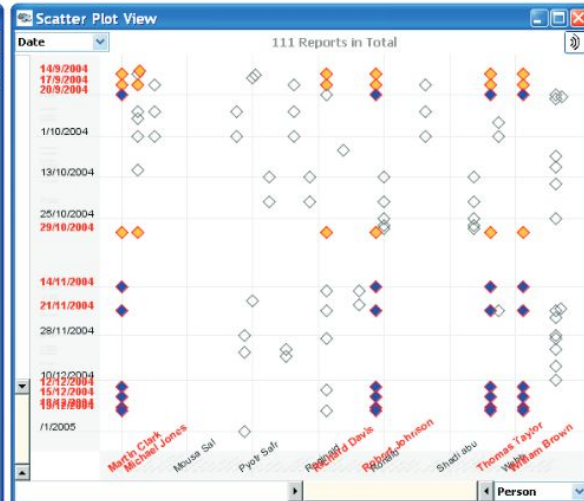 Scatter Plot View
Date
111 Reports in Total
14/9/2004
17/9/2004
20/9/2004
1/10/2004
13/10/2004
25/10/2004
29/10/2004
14/11/2004
21/11/2004
28/11/2004
10/12/2004
12/12/2004
15/12/2004
19/12/2004
/1/2005
Martin Clark
Michael Jones
Mousa Sal
Pyotr Safr
Reginald
Richard Davis
Robert Johnson
Ronald
Shadi abu
Thomas Taylor
William Brown
Person